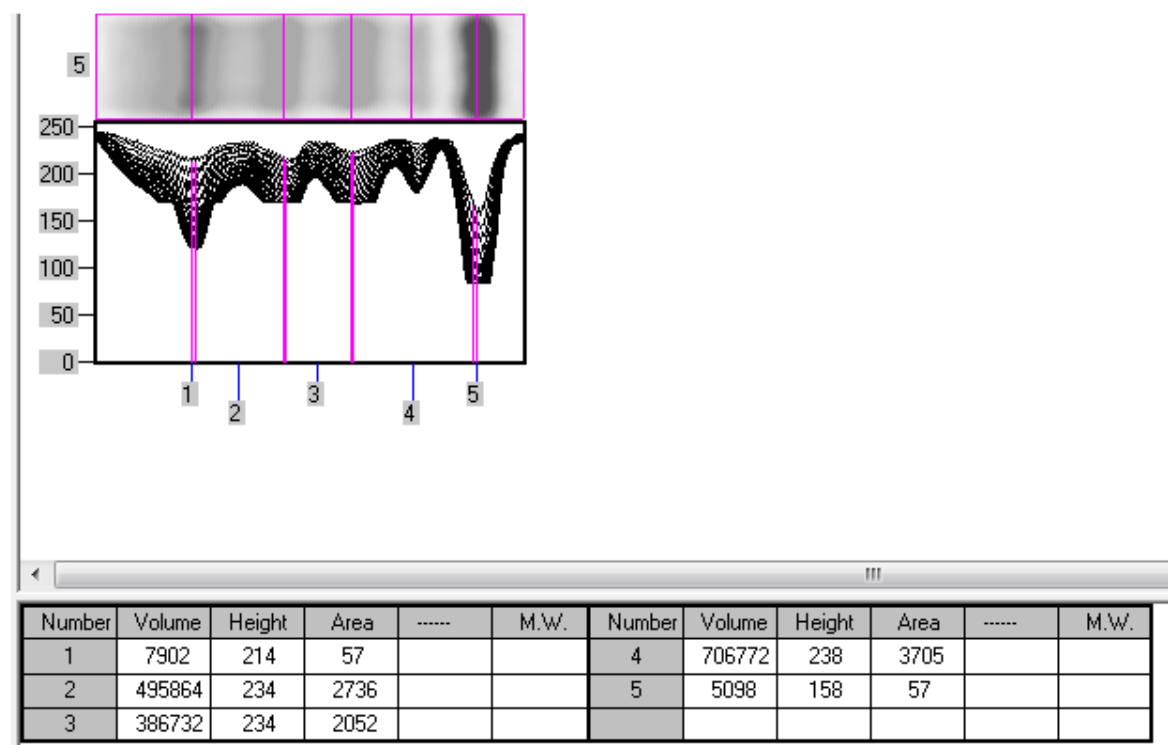 5
250
200
150
100
50
0
1 2 3 4 5
Number Volume Height Area ------ M.W. Number Volume Height Area ------ M.W.
1 7902 214 57 4 706772 238 3705
2 495864 234 2736 5 5098 158 57
3 386732 234 2052